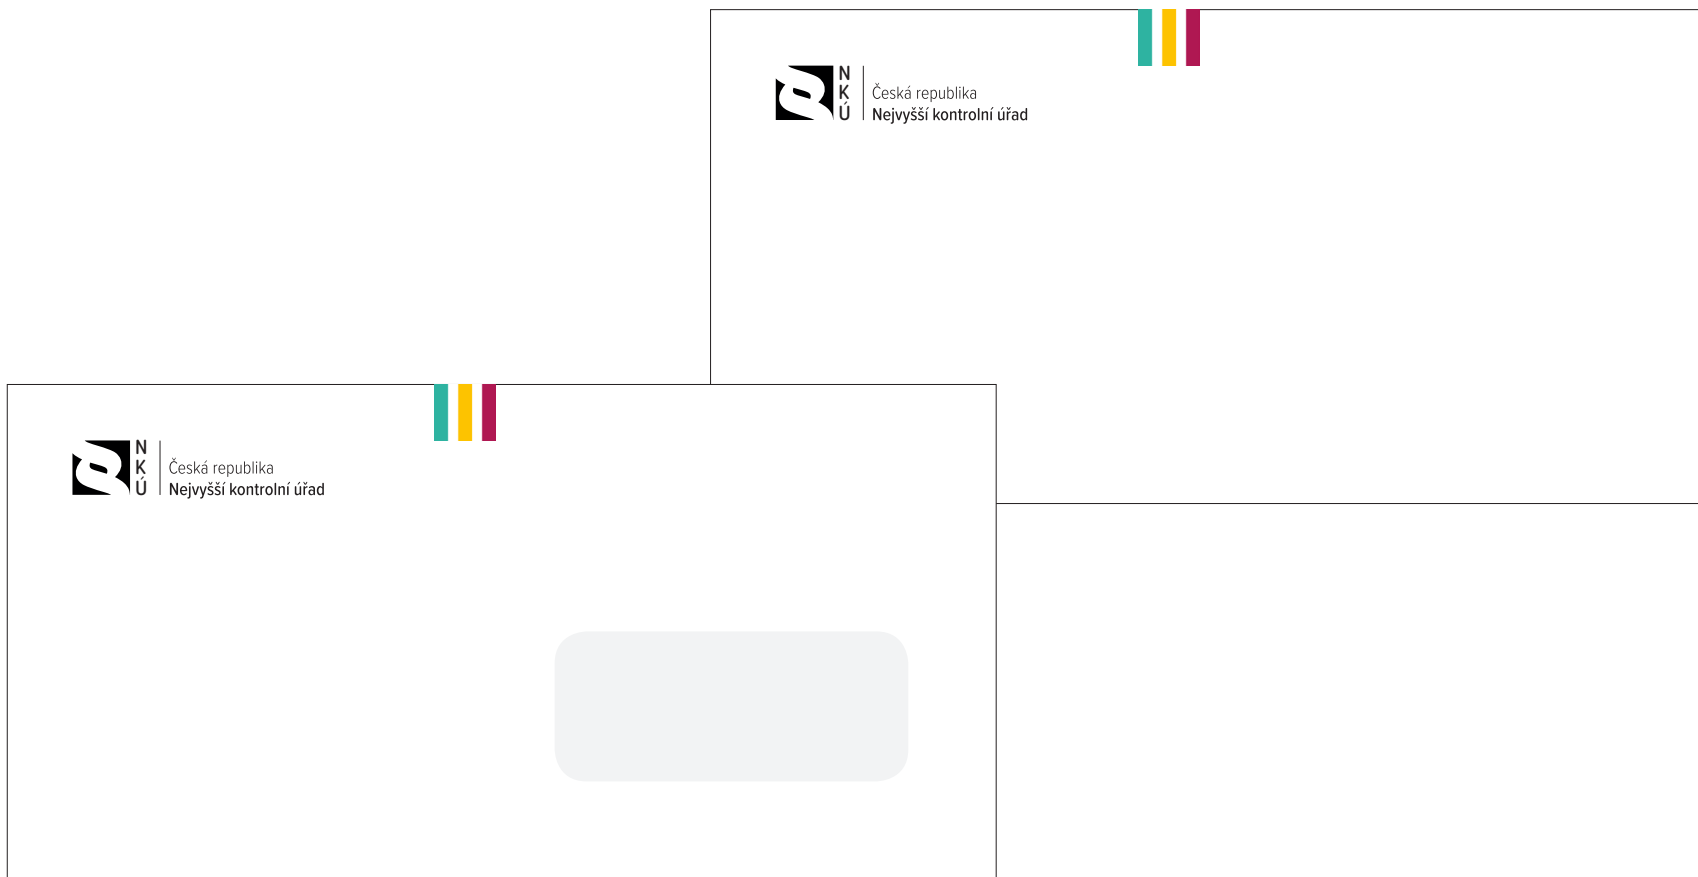 N
K
Ú
Česká republika
Nejvyšší kontrolní úřad
N
K
Ú
Česká republika
Nejvyšší kontrolní úřad